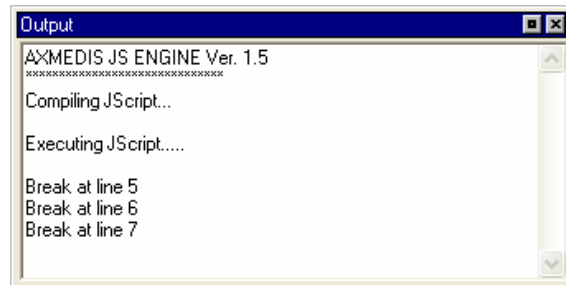 Output
AXMEDIS JS ENGINE Ver. 1.5
******************************
Compiling JScript...
Executing JScript.....
Break at line 5
Break at line 6
Break at line 7